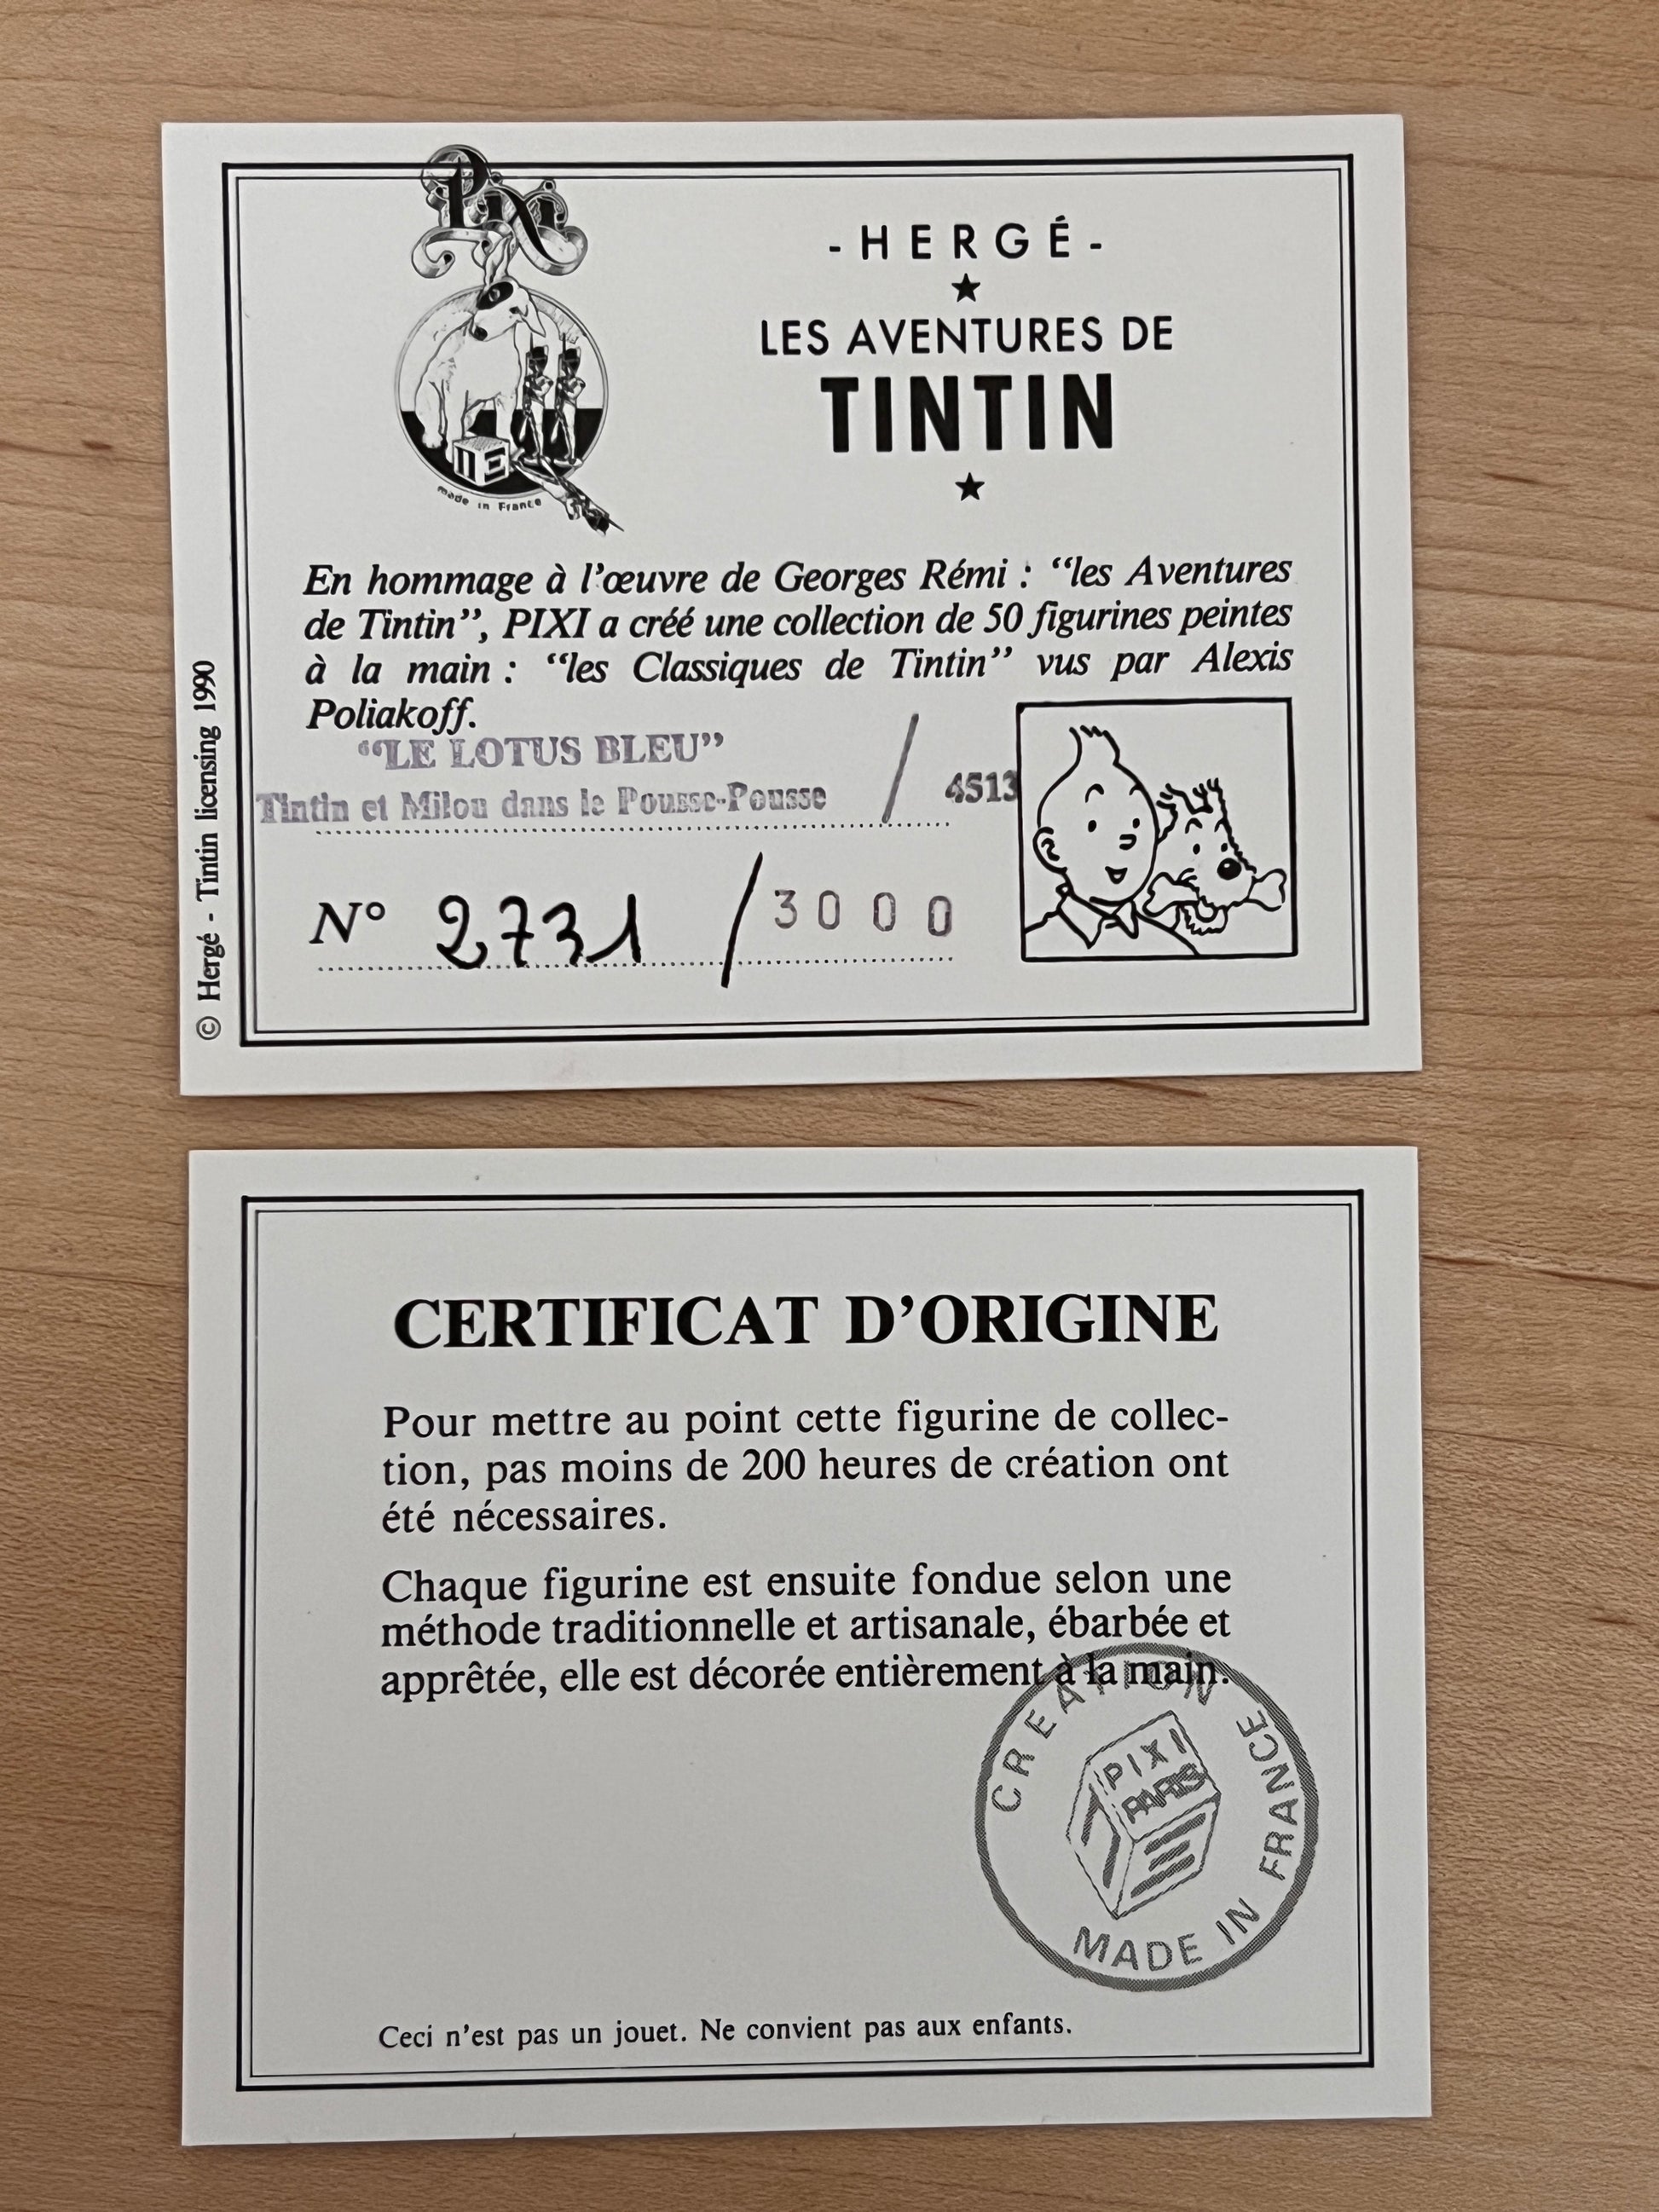 Pixi
made in France
- HERGÉ -
★
LES AVENTURES DE
TINTIN
★
En hommage à l'œuvre de Georges Rémi : "les Aventures
de Tintin", PIXI a créé une collection de 50 figurines peintes
à la main : "les Classiques de Tintin" vus par Alexis
Poliakoff.
"LE LOTUS BLEU"
Tintin et Milou dans le Pousse-Pousse / 4513
N° 2731 / 3000
© Hergé - Tintin licensing 1990
CERTIFICAT D'ORIGINE
Pour mettre au point cette figurine de collec-
tion, pas moins de 200 heures de création ont
été nécessaires.
Chaque figurine est ensuite fondue selon une
méthode traditionnelle et artisanale, ébarbée et
apprêtée, elle est décorée entièrement à la main.
CREATION
PIXI
PARIS
MADE IN FRANCE
Ceci n'est pas un jouet. Ne convient pas aux enfants.